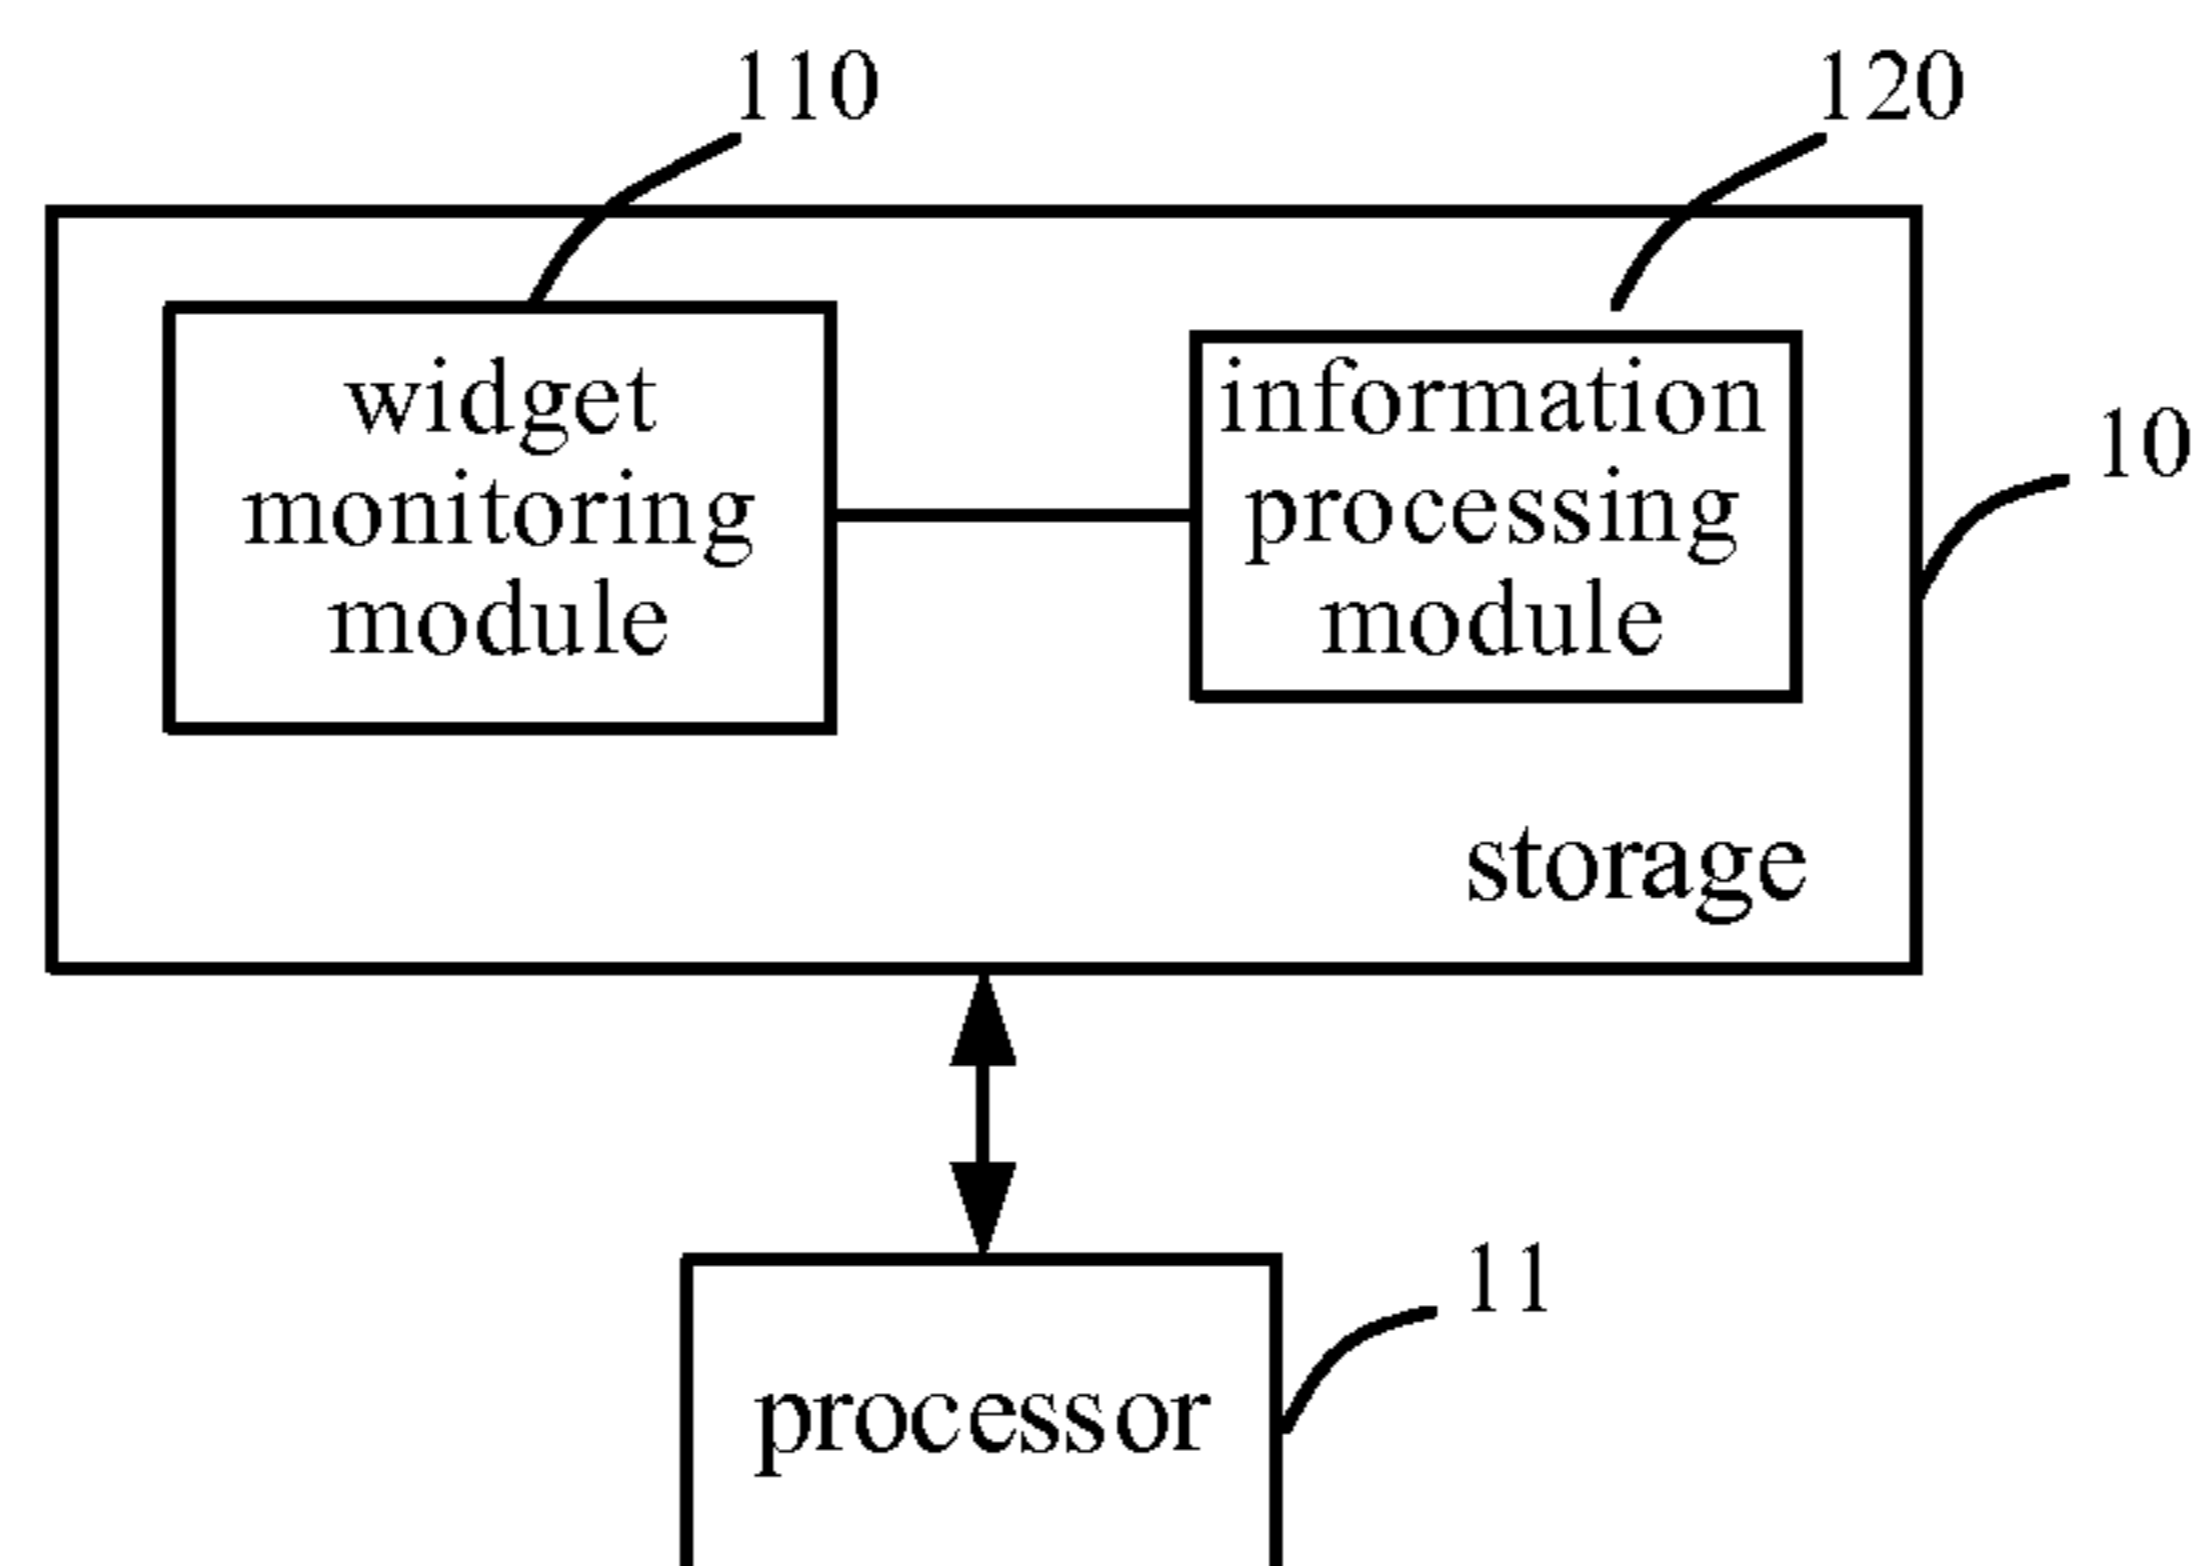 110
120
widget
monitoring
module
information
processing
module
10
storage
11
processor